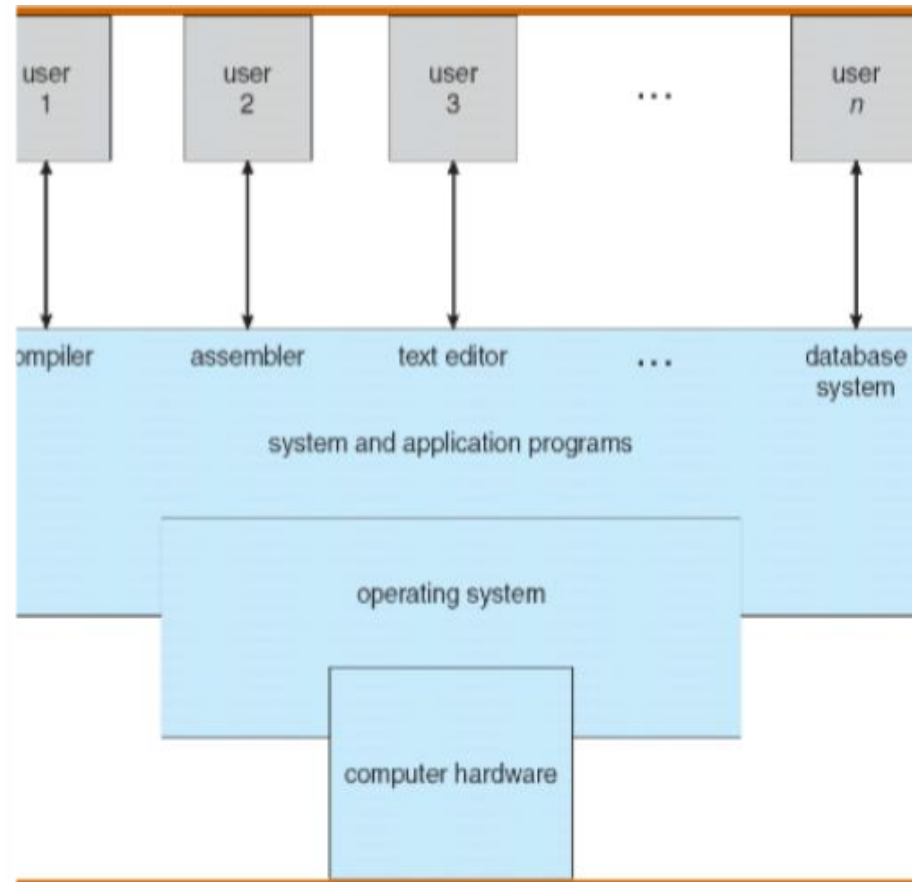 user
1
user
2
user
3
...
user
n
ompiler
assembler
text editor
...
database
system
system and application programs
operating system
computer hardware